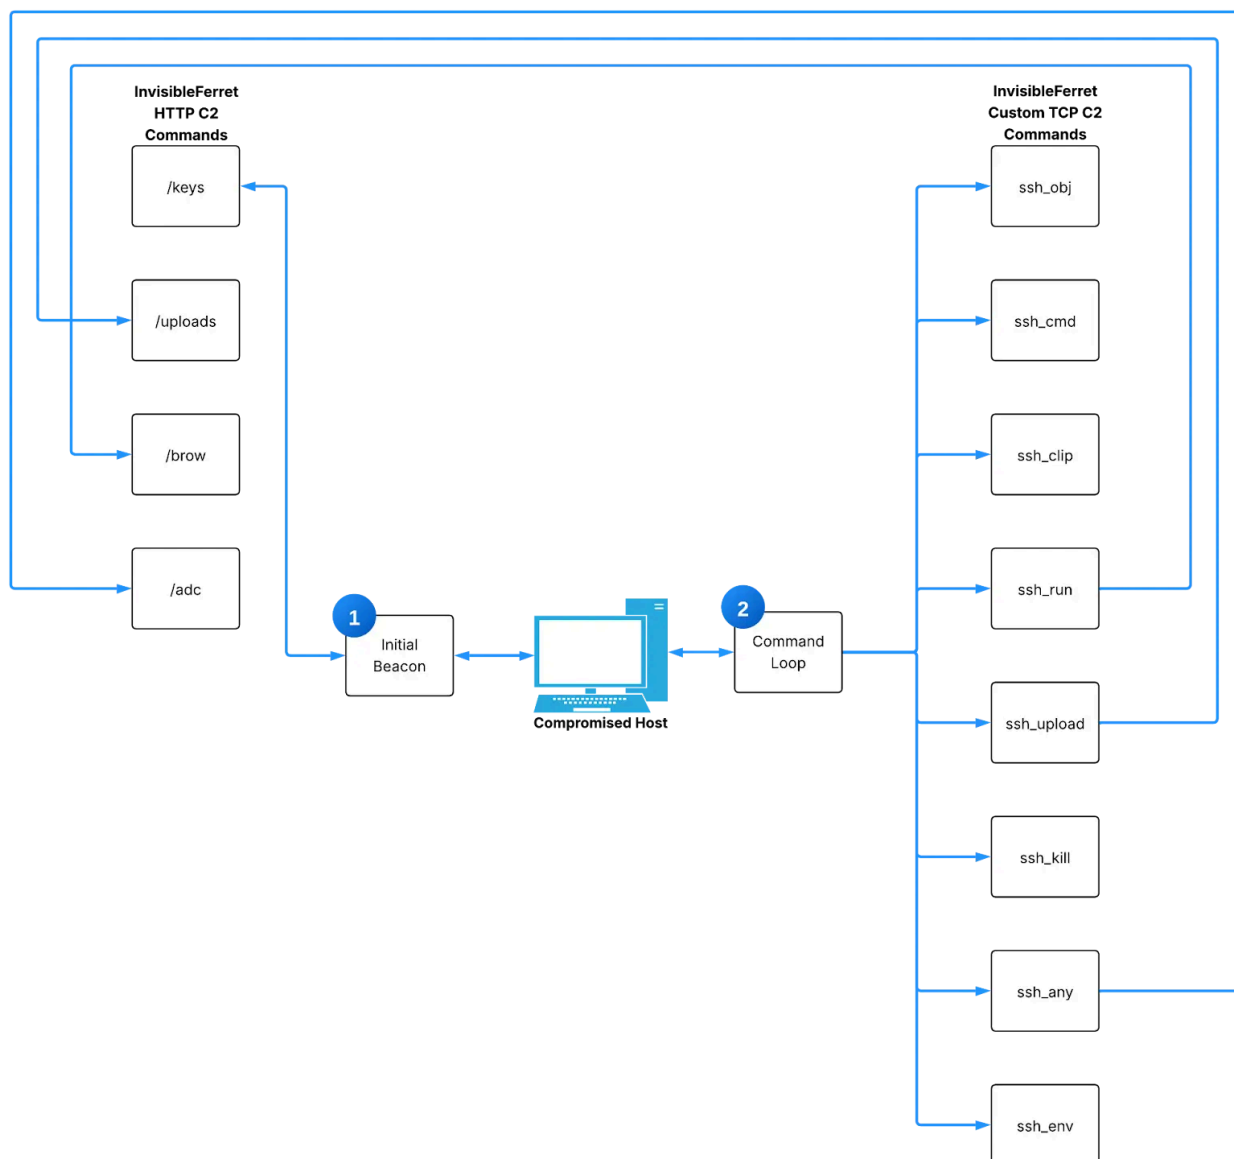 InvisibleFerret
HTTP C2
Commands
/keys
/uploads
/brow
/adc
1
Initial
Beacon
Compromised Host
2
Command
Loop
InvisibleFerret
Custom TCP C2
Commands
ssh_obj
ssh_cmd
ssh_clip
ssh_run
ssh_upload
ssh_kill
ssh_any
ssh_env